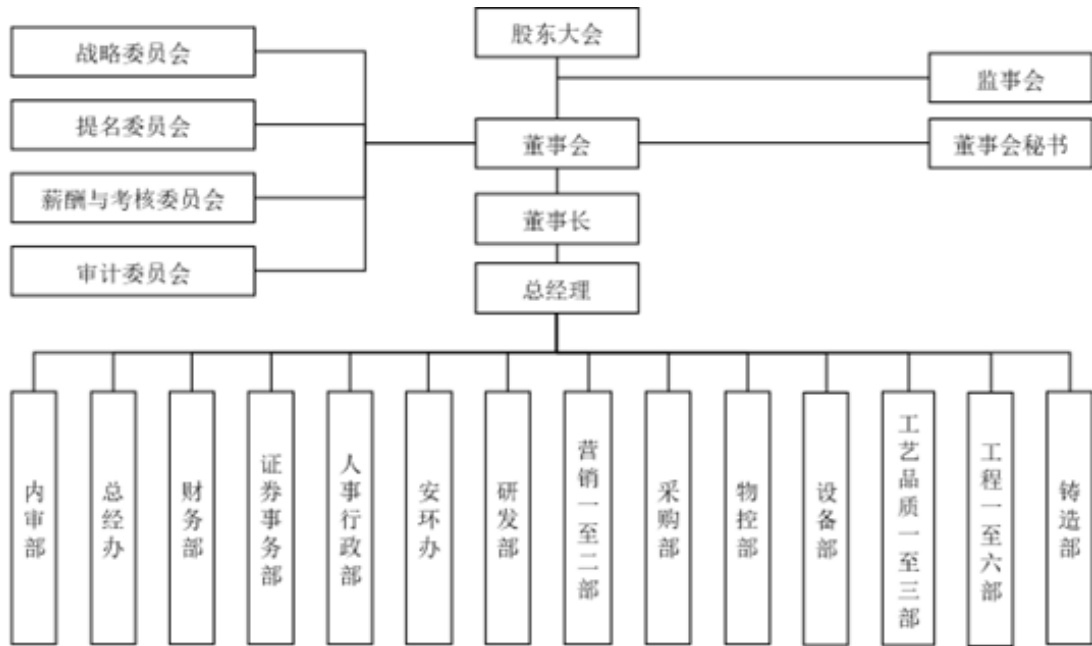 股东大会
战略委员会
监事会
提名委员会
董事会
董事会秘书
薪酬与考核委员会
董事长
审计委员会
总经理
内审部
总经办
财务部
证券事务部
人事行政部
安环办
研发部
营销一至二部
采购部
物控部
设备部
工艺品质一至三部
工程一至六部
铸造部